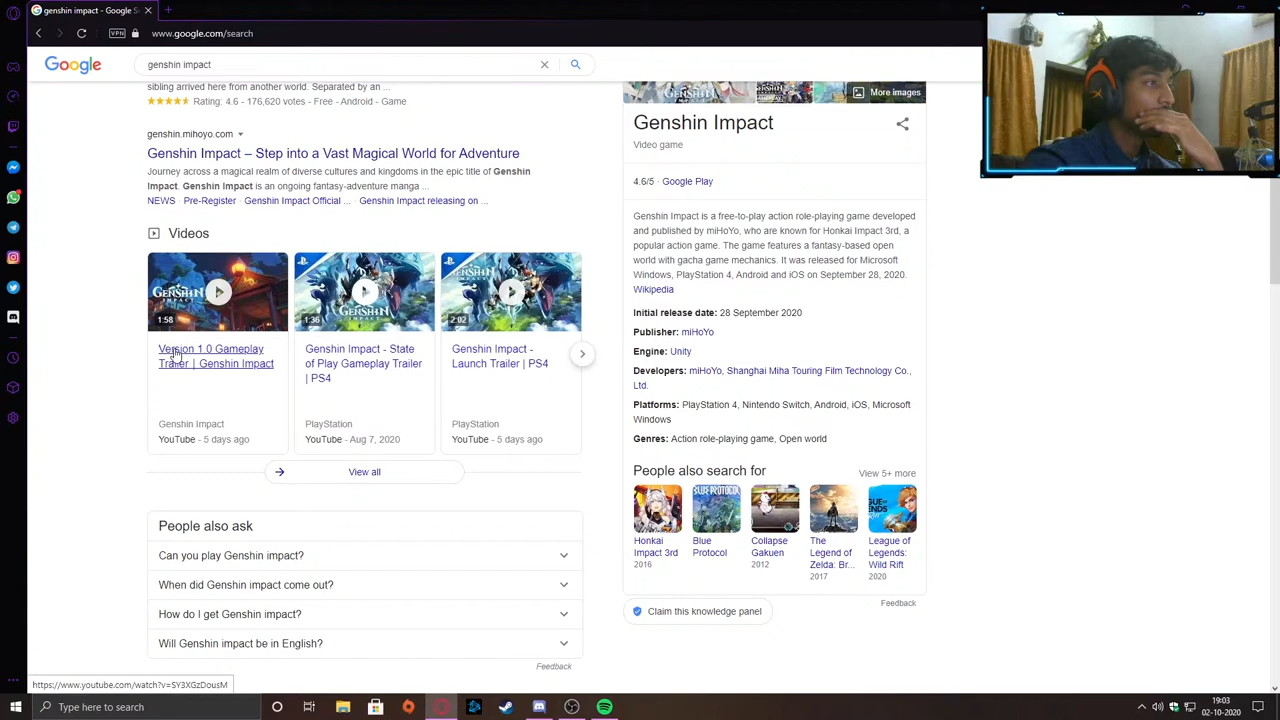 genshin impact - Google S
VPN
www.google.com/search
Google
genshin impact
sibling arrived here from another world. Separated by an ...
Rating: 4.6 - 176,620 votes - Free - Android - Game
genshin.mihoyo.com
Genshin Impact – Step into a Vast Magical World for Adventure
Journey across a magical realm of diverse cultures and kingdoms in the epic title of Genshin
Impact. Genshin Impact is an ongoing fantasy-adventure manga ...
NEWS · Pre-Register · Genshin Impact Official ... · Genshin Impact releasing on ...
Videos
GENSHIN
IMPACT
1:58
GENSHIN
IMPACT
1:36
GENSHIN
IMPACT
2:02
Version 1.0 Gameplay
Trailer | Genshin Impact
Genshin Impact
YouTube - 5 days ago
Genshin Impact - State
of Play Gameplay Trailer
| PS4
PlayStation
YouTube - Aug 7, 2020
Genshin Impact -
Launch Trailer | PS4
PlayStation
YouTube - 5 days ago
View all
People also ask
Can you play Genshin impact?
When did Genshin impact come out?
How do I get Genshin impact?
Will Genshin impact be in English?
Feedback
More images
Genshin Impact
Video game
4.6/5 · Google Play
Genshin Impact is a free-to-play action role-playing game developed
and published by miHoYo, who are known for Honkai Impact 3rd, a
popular action game. The game features a fantasy-based open
world with gacha game mechanics. It was released for Microsoft
Windows, PlayStation 4, Android and iOS on September 28, 2020.
Wikipedia
Initial release date: 28 September 2020
Publisher: miHoYo
Engine: Unity
Developers: miHoYo, Shanghai Miha Touring Film Technology Co.,
Ltd.
Platforms: PlayStation 4, Nintendo Switch, Android, iOS, Microsoft
Windows
Genres: Action role-playing game, Open world
People also search for
View 5+ more
BLUE PROTOCOL
Honkai
Impact 3rd
2016
Blue
Protocol
Collapse
Gakuen
2012
The
Legend of
Zelda: Br...
2017
League of
Legends:
Wild Rift
2020
Feedback
Claim this knowledge panel
https://www.youtube.com/watch?v=SY3XGzDousM
Type here to search
19:03
02-10-2020